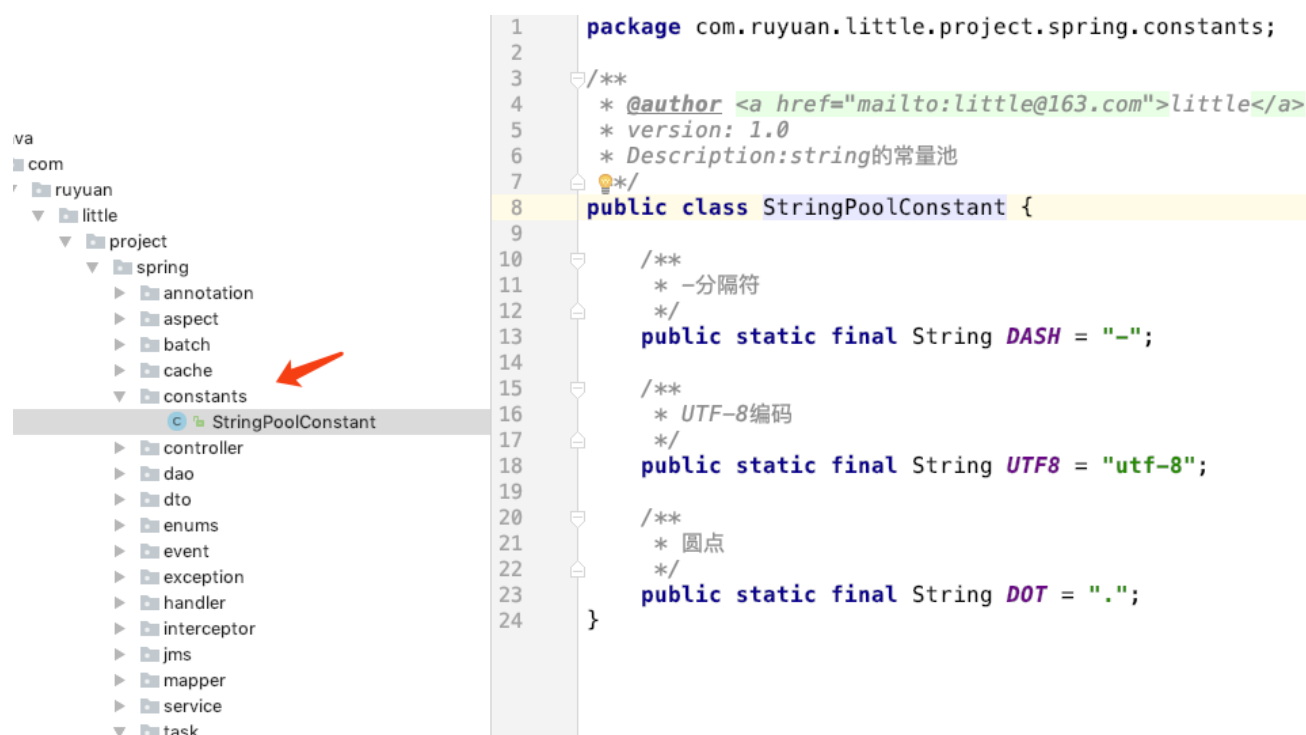 va
com
ruyuan
little
project
spring
annotation
aspect
batch
cache
constants
C StringPoolConstant
controller
dao
dto
enums
event
exception
handler
interceptor
jms
mapper
service
task
1 package com.ruyuan.little.project.spring.constants;
2
3 /**
4 * @author <a href="mailto:little@163.com">little</a>
5 * version: 1.0
6 * Description:string的常量池
7 */
8 public class StringPoolConstant {
9
10 /**
11 * -分隔符
12 */
13 public static final String DASH = "-";
14
15 /**
16 * UTF-8编码
17 */
18 public static final String UTF8 = "utf-8";
19
20 /**
21 * 圆点
22 */
23 public static final String DOT = ".";
24 }